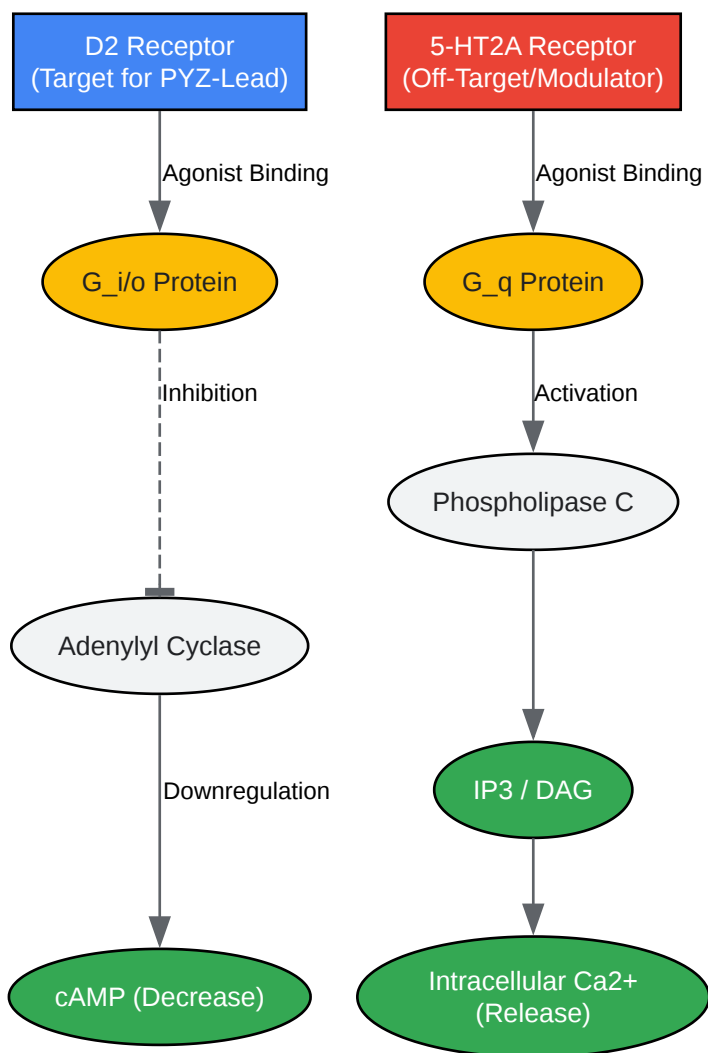 D2 Receptor
(Target for PYZ-Lead)
Agonist Binding
G_i/o Protein
Inhibition
Adenylyl Cyclase
Downregulation
cAMP (Decrease)
5-HT2A Receptor
(Off-Target/Modulator)
Agonist Binding
G_q Protein
Activation
Phospholipase C
IP3 / DAG
Intracellular Ca2+
(Release)